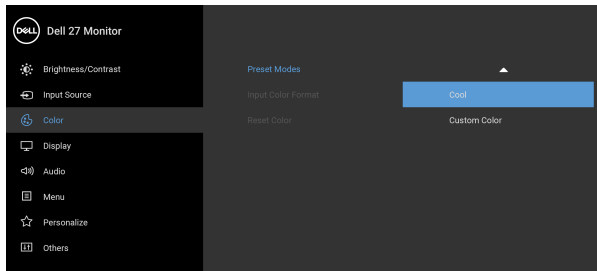 DELL Dell 27 Monitor
Brightness/Contrast Preset Modes
Input Source Input Color Format Cool
Color Reset Color Custom Color
Display
Audio
Menu
Personalize
Others